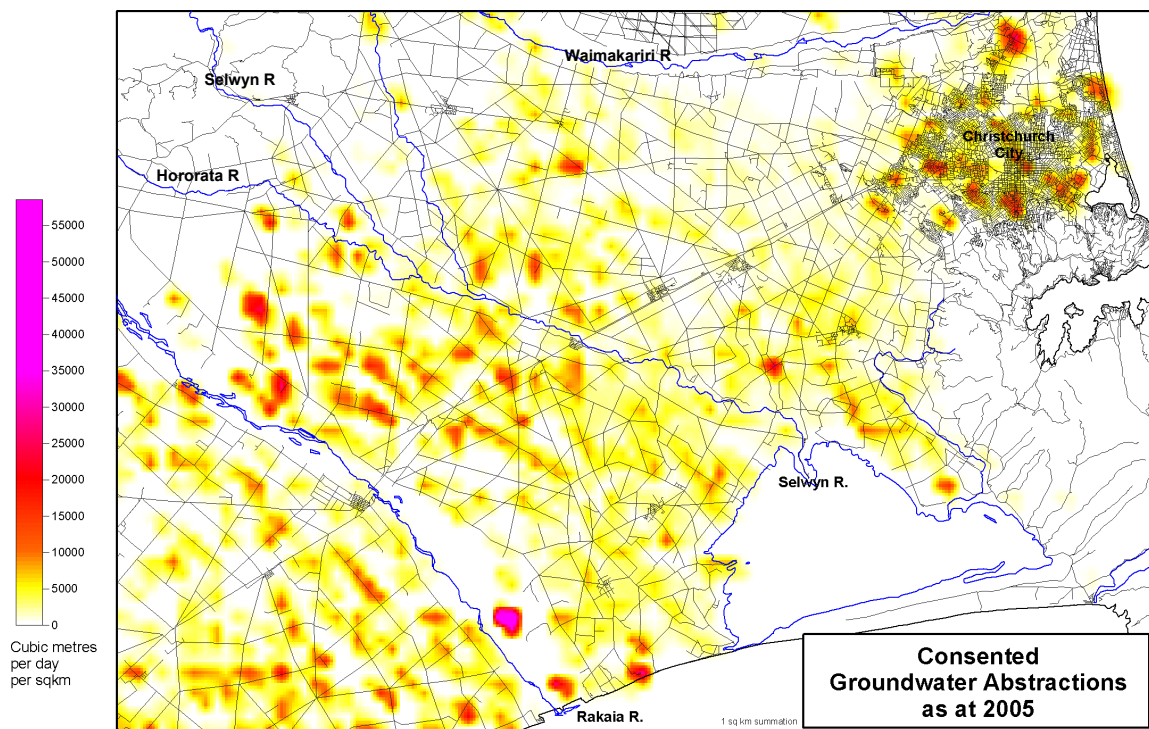 Waimakariri R
Selwyn R
Christchurch
City
Hororata R
55000
50000
45000
40000
35000
30000
25000
20000
15000
10000
5000
0
Cubic metres
per day
per sqkm
Selwyn R.
Rakaia R.
1 sq km summation
Consented
Groundwater Abstractions
as at 2005